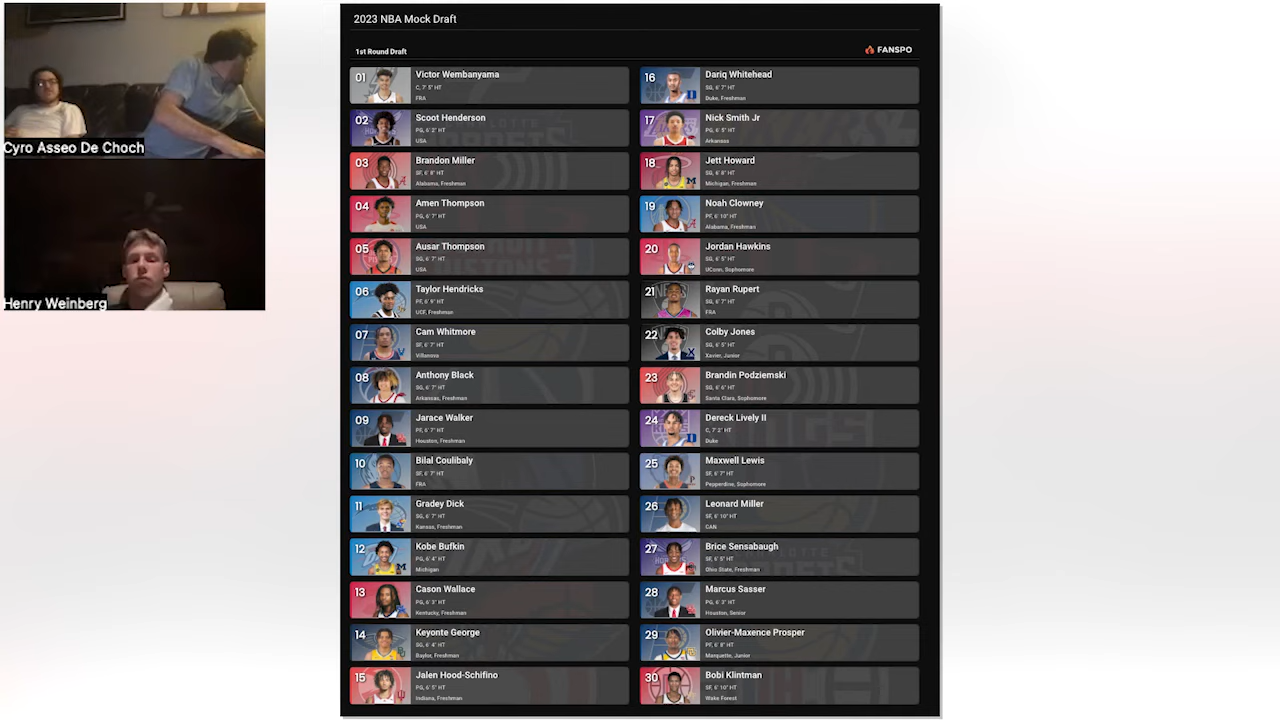 Cyro Asseo De Choch
Henry Weinberg
2023 NBA Mock Draft
1st Round Draft
FANSPO
01
Victor Wembanyama
C, 7' 5" HT
FRA
02
Scoot Henderson
PG, 6' 2" HT
USA
03
Brandon Miller
SF, 6' 8" HT
Alabama, Freshman
04
Amen Thompson
PG, 6' 7" HT
USA
05
Ausar Thompson
SG, 6' 7" HT
USA
06
Taylor Hendricks
PF, 6' 9" HT
UCF, Freshman
07
Cam Whitmore
SF, 6' 7" HT
Villanova
08
Anthony Black
SG, 6' 7" HT
Arkansas, Freshman
09
Jarace Walker
PF, 6' 7" HT
Houston, Freshman
10
Bilal Coulibaly
SF, 6' 7" HT
FRA
11
Gradey Dick
SG, 6' 7" HT
Kansas, Freshman
12
Kobe Bufkin
PG, 6' 4" HT
Michigan
13
Cason Wallace
PG, 6' 3" HT
Kentucky, Freshman
14
Keyonte George
SG, 6' 4" HT
Baylor, Freshman
15
Jalen Hood-Schifino
PG, 6' 5" HT
Indiana, Freshman
16
Dariq Whitehead
SG, 6' 7" HT
Duke, Freshman
17
Nick Smith Jr
PG, 6' 5" HT
Arkansas
18
Jett Howard
SG, 6' 8" HT
Michigan, Freshman
19
Noah Clowney
PF, 6' 10" HT
Alabama, Freshman
20
Jordan Hawkins
SG, 6' 5" HT
UConn, Sophomore
21
Rayan Rupert
SG, 6' 7" HT
FRA
22
Colby Jones
SG, 6' 5" HT
Xavier, Junior
23
Brandin Podziemski
SG, 6' 6" HT
Santa Clara, Sophomore
24
Dereck Lively II
C, 7' 2" HT
Duke
25
Maxwell Lewis
SF, 6' 7" HT
Pepperdine, Sophomore
26
Leonard Miller
SF, 6' 10" HT
CAN
27
Brice Sensabaugh
SF, 6' 5" HT
Ohio State, Freshman
28
Marcus Sasser
PG, 6' 3" HT
Houston, Senior
29
Olivier-Maxence Prosper
PF, 6' 8" HT
Marquette, Junior
30
Bobi Klintman
SF, 6' 10" HT
Wake Forest